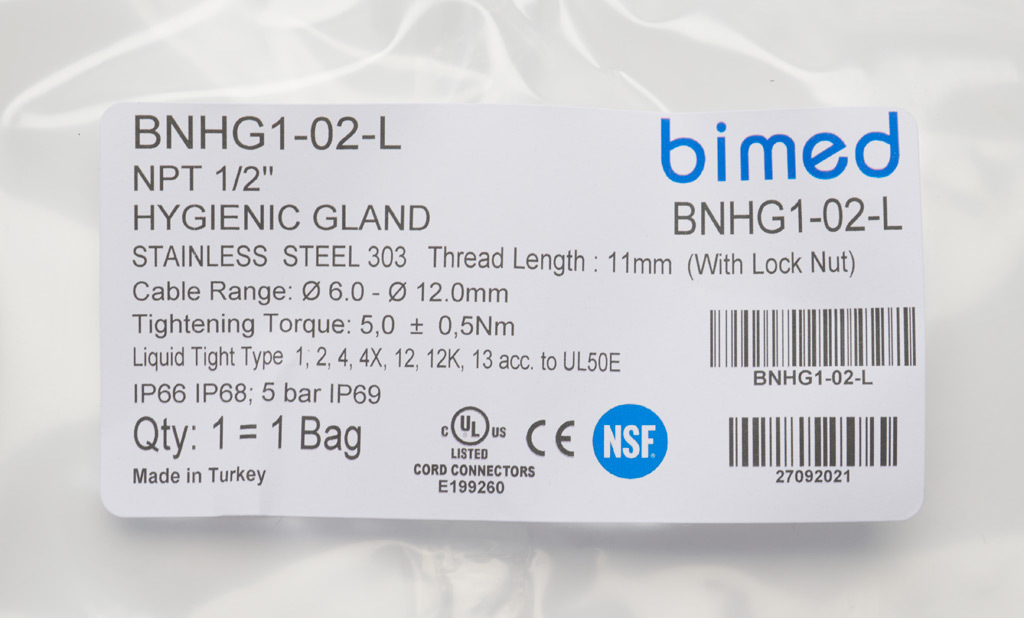 BNHG1-02-L
NPT 1/2"
HYGIENIC GLAND
STAINLESS STEEL 303 Thread Length : 11mm (With Lock Nut)
Cable Range: Ø 6.0 - Ø 12.0mm
Tightening Torque: 5,0 ± 0,5Nm
Liquid Tight Type 1, 2, 4, 4X, 12, 12K, 13 acc. to UL50E
IP66 IP68; 5 bar IP69
Qty: 1 = 1 Bag
Made in Turkey
c UL US
LISTED
CORD CONNECTORS
E199260
CE
NSF®
bimed
BNHG1-02-L
BNHG1-02-L
27092021